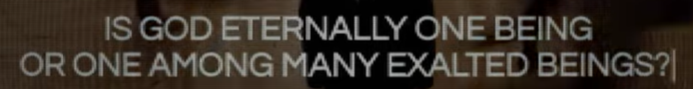 IS GOD ETERNALLY ONE BEING
OR ONE AMONG MANY EXALTED BEINGS?